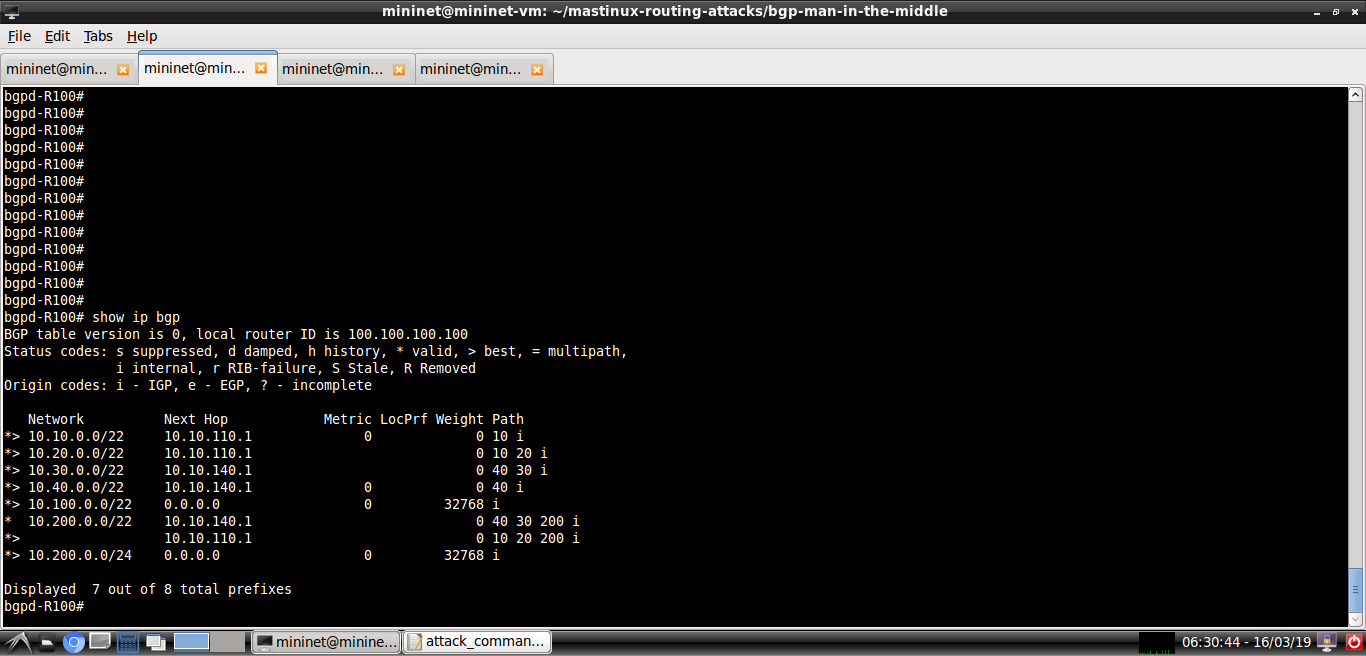 mininet@mininet-vm: ~/mastinux-routing-attacks/bgp-man-in-the-middle
File Edit Tabs Help
mininet@min... mininet@min... mininet@min... mininet@min...
bgpd-R100#
bgpd-R100#
bgpd-R100#
bgpd-R100#
bgpd-R100#
bgpd-R100#
bgpd-R100#
bgpd-R100#
bgpd-R100#
bgpd-R100#
bgpd-R100#
bgpd-R100#
bgpd-R100#
bgpd-R100# show ip bgp
BGP table version is 0, local router ID is 100.100.100.100
Status codes: s suppressed, d damped, h history, * valid, > best, = multipath,
              i internal, r RIB-failure, S Stale, R Removed
Origin codes: i - IGP, e - EGP, ? - incomplete
   Network          Next Hop            Metric LocPrf Weight Path
*> 10.10.0.0/22     10.10.110.1              0             0 10 i
*> 10.20.0.0/22     10.10.110.1                            0 10 20 i
*> 10.30.0.0/22     10.10.140.1                            0 40 30 i
*> 10.40.0.0/22     10.10.140.1              0             0 40 i
*> 10.100.0.0/22    0.0.0.0                  0         32768 i
*  10.200.0.0/22    10.10.140.1                            0 40 30 200 i
*>                  10.10.110.1                            0 10 20 200 i
*> 10.200.0.0/24    0.0.0.0                  0         32768 i
Displayed  7 out of 8 total prefixes
bgpd-R100#
mininet@minine... attack_comman... 06:30:44 - 16/03/19